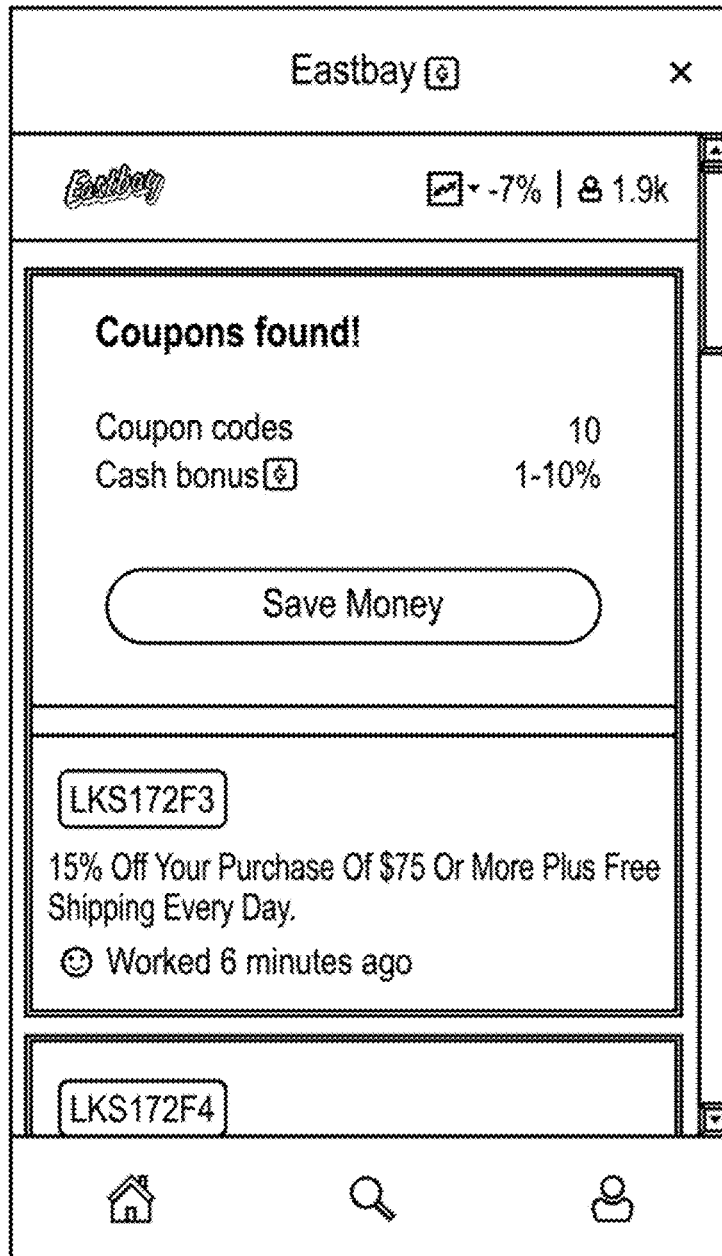 Eastbay
×
Eastbay
-7% | 1.9k
Coupons found!
Coupon codes 10
Cash bonus 1-10%
Save Money
LKS172F3
15% Off Your Purchase Of $75 Or More Plus Free
Shipping Every Day.
Worked 6 minutes ago
LKS172F4